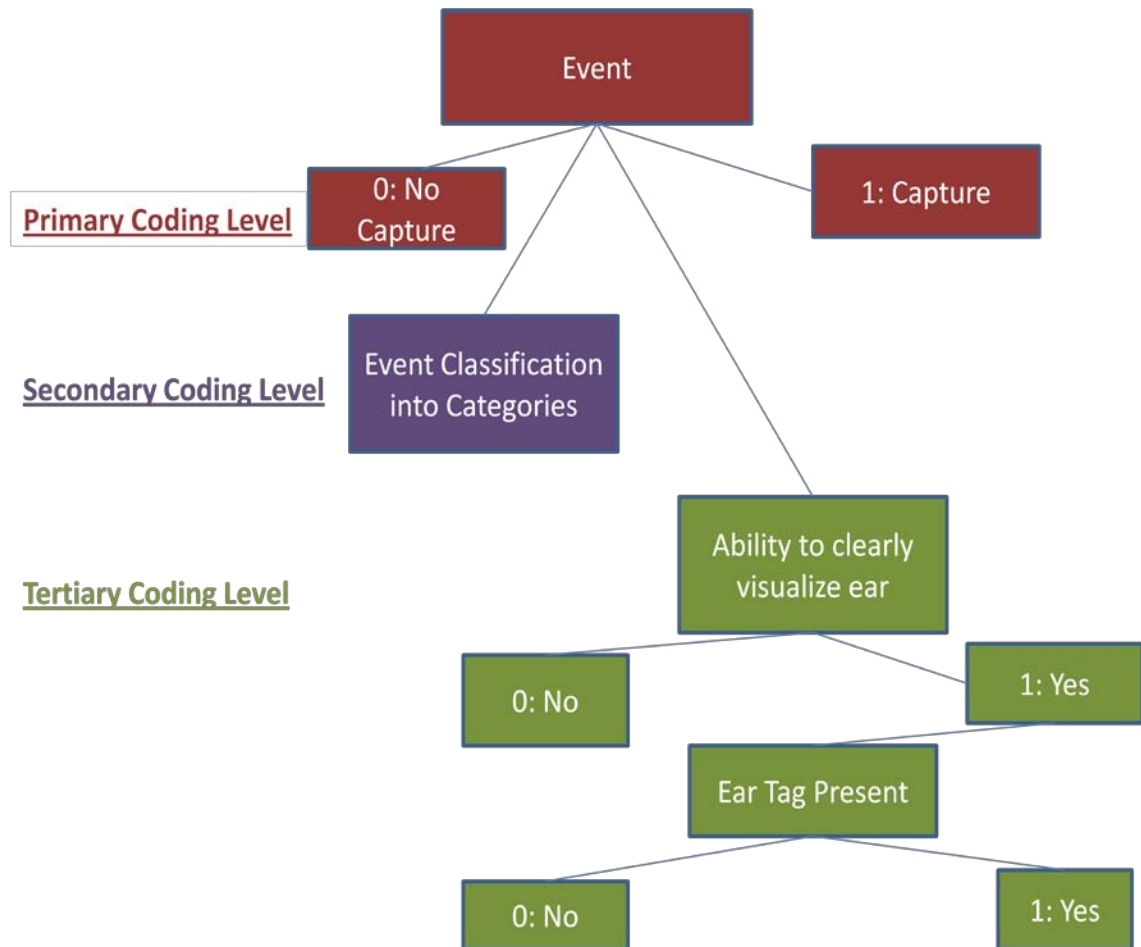 Event
0: No
Capture
1: Capture
Primary Coding Level
Event Classification
into Categories
Secondary Coding Level
Ability to clearly
visualize ear
Tertiary Coding Level
0: No
1: Yes
Ear Tag Present
0: No
1: Yes